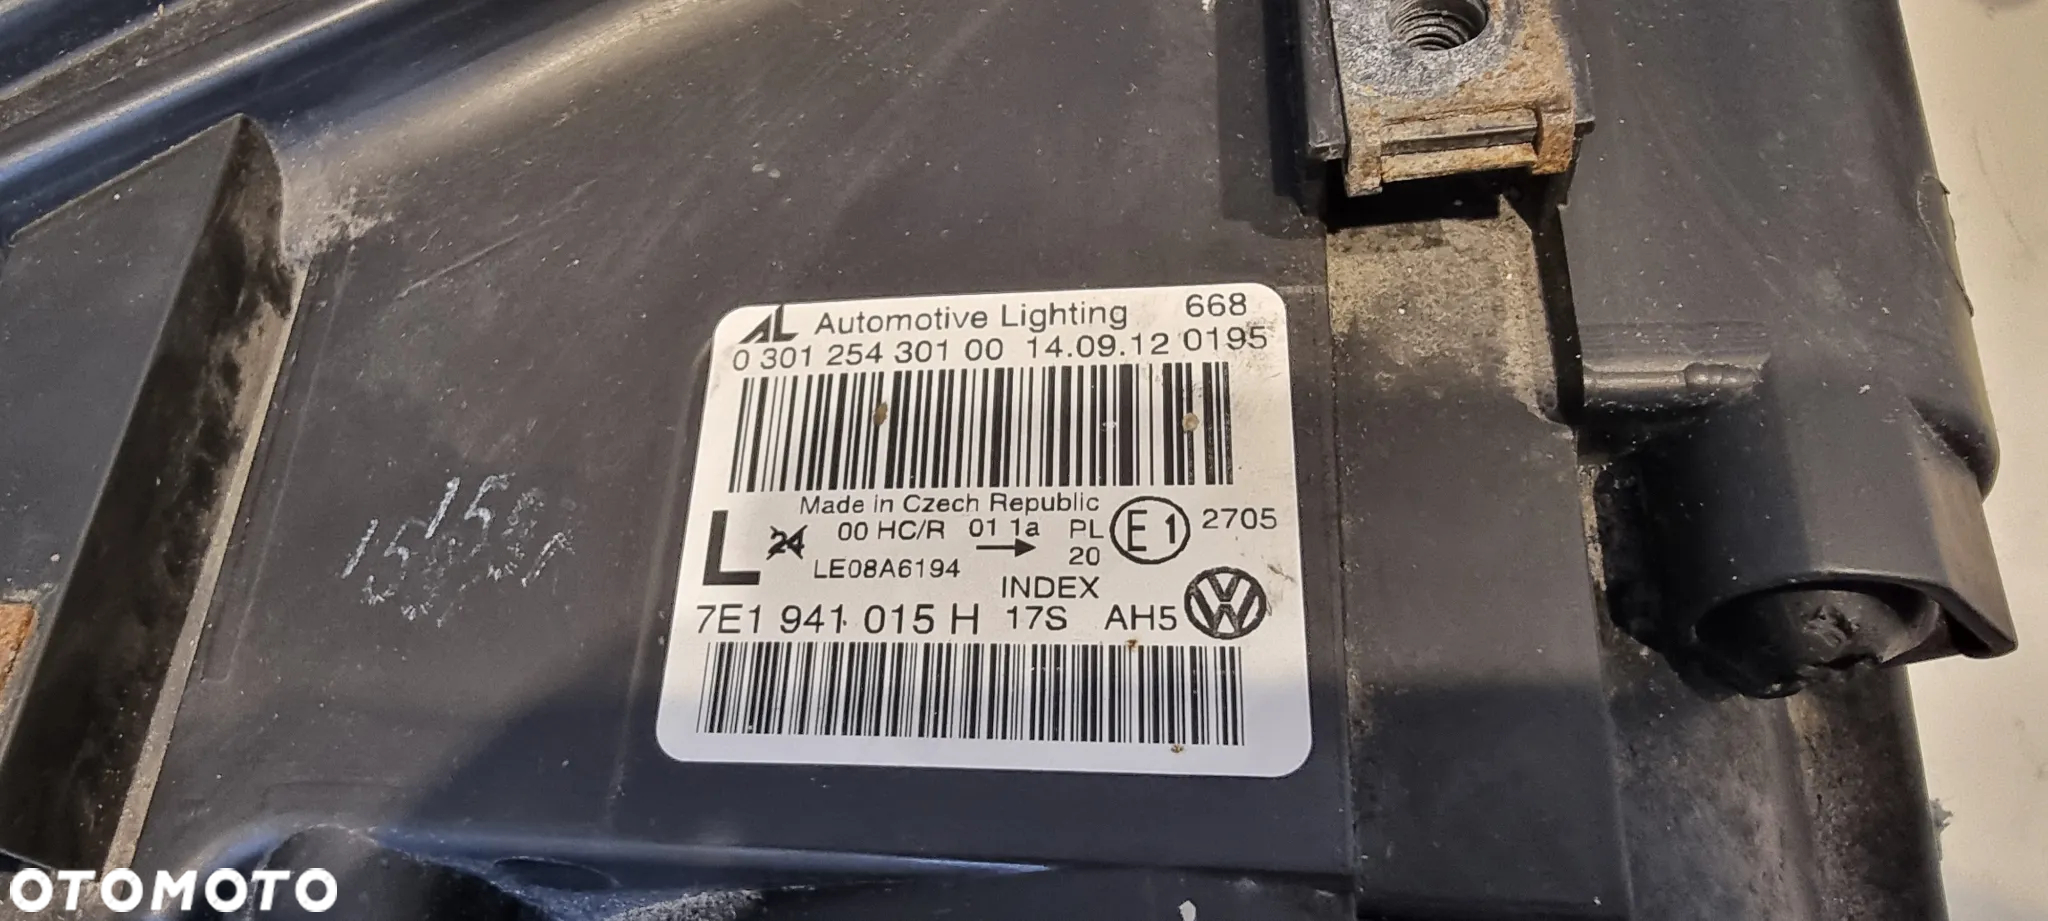 AL Automotive Lighting 668
0 301 254 301 00 14.09.12 0195
Made in Czech Republic
L 24 00 HC/R 01 1a PL E1 2705
20
LE08A6194
INDEX
7E1 941 015 H 17S AH5 VW
OTOMOTO